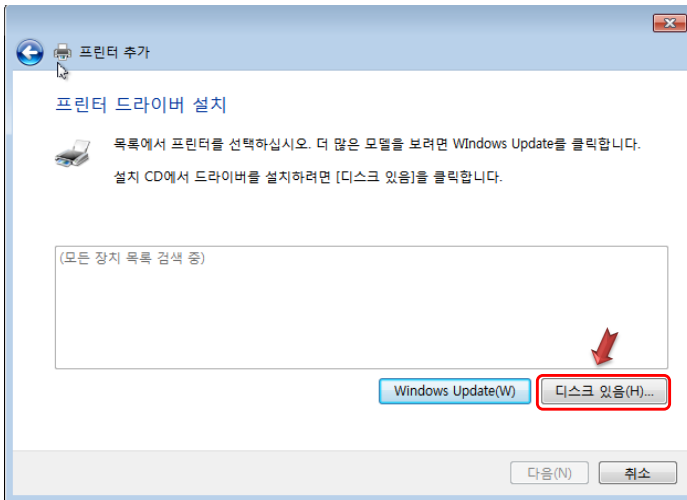 프린터 추가
프린터 드라이버 설치
목록에서 프린터를 선택하십시오. 더 많은 모델을 보려면 WIndows Update를 클릭합니다.
설치 CD에서 드라이버를 설치하려면 [디스크 있음]을 클릭합니다.
(모든 장치 목록 검색 중)
Windows Update(W)
디스크 있음(H)...
다음(N)
취소